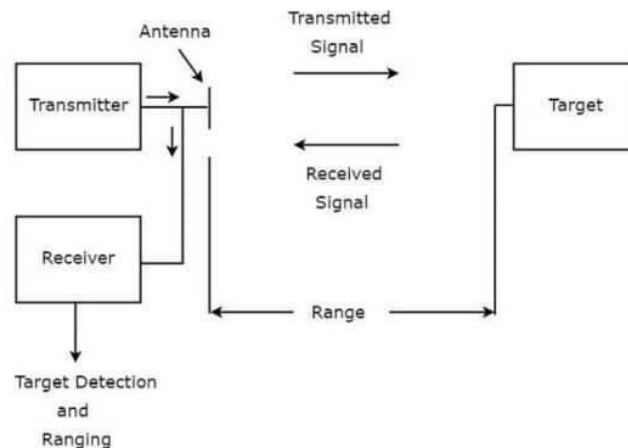 Antenna
Transmitted
Signal
Transmitter
Target
Received
Signal
Receiver
Range
Target Detection
and
Ranging